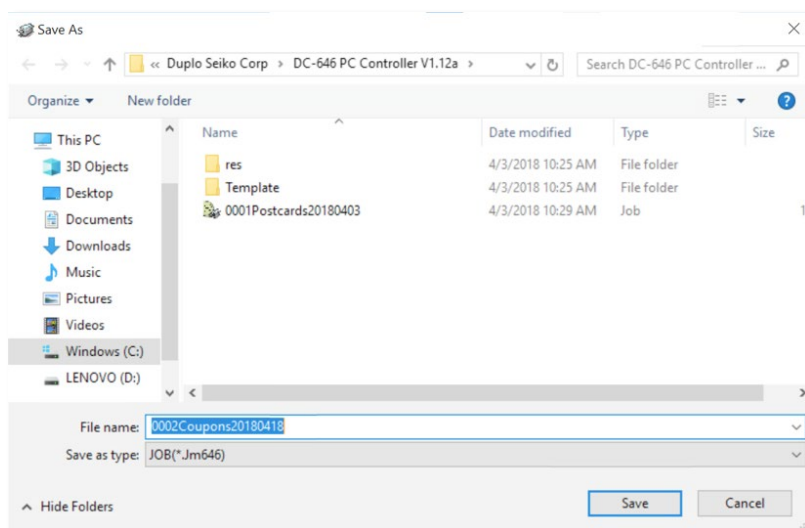 Save As
« Duplo Seiko Corp > DC-646 PC Controller V1.12a >
Search DC-646 PC Controller ...
Organize
New folder
?
This PC
3D Objects
Desktop
Documents
Downloads
Music
Pictures
Videos
Windows (C:)
LENOVO (D:)
Name Date modified Type Size
res 4/3/2018 10:25 AM File folder
Template 4/3/2018 10:25 AM File folder
0001Postcards20180403 4/3/2018 10:29 AM Job 1
File name: 0002Coupons20180418
Save as type: JOB(*.Jm646)
Hide Folders
Save
Cancel